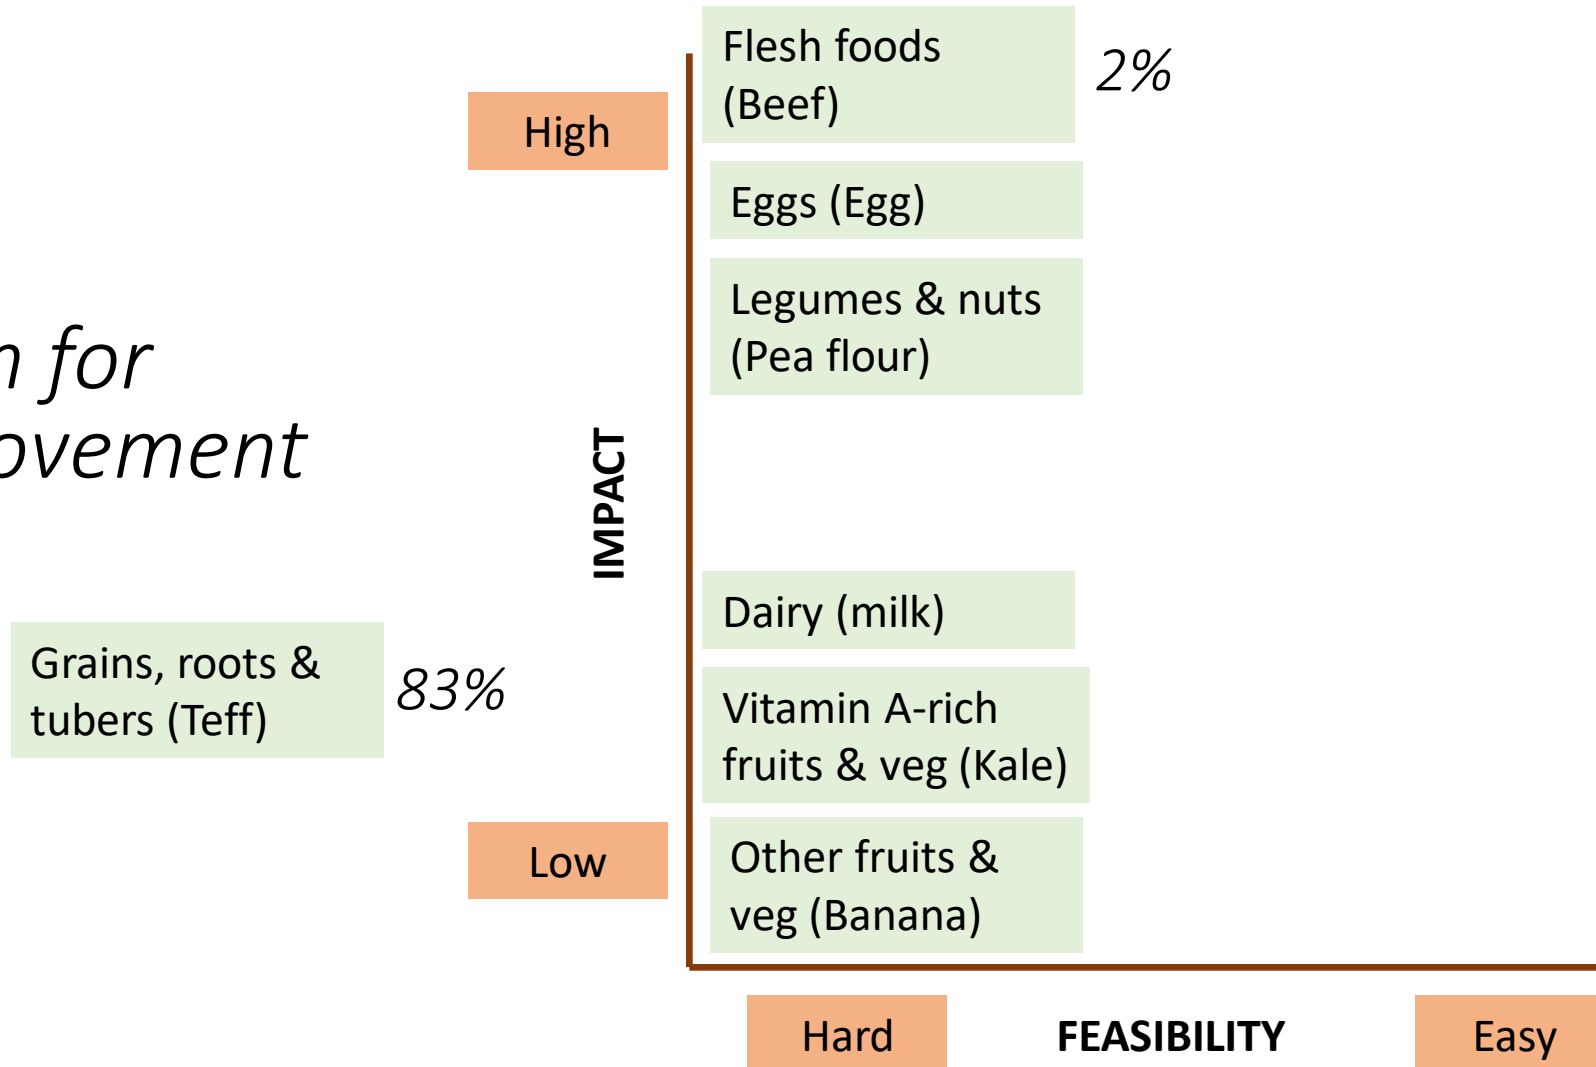 Flesh foods
(Beef)
2%
High
Eggs (Egg)
Legumes & nuts
(Pea flour)
for
IMPACT
Dairy (milk)
Grains, roots &
tubers (Teff)
83%
Vitamin A-rich
fruits & veg (Kale)
Low
Other fruits &
veg (Banana)
Hard
FEASIBILITY
Easy